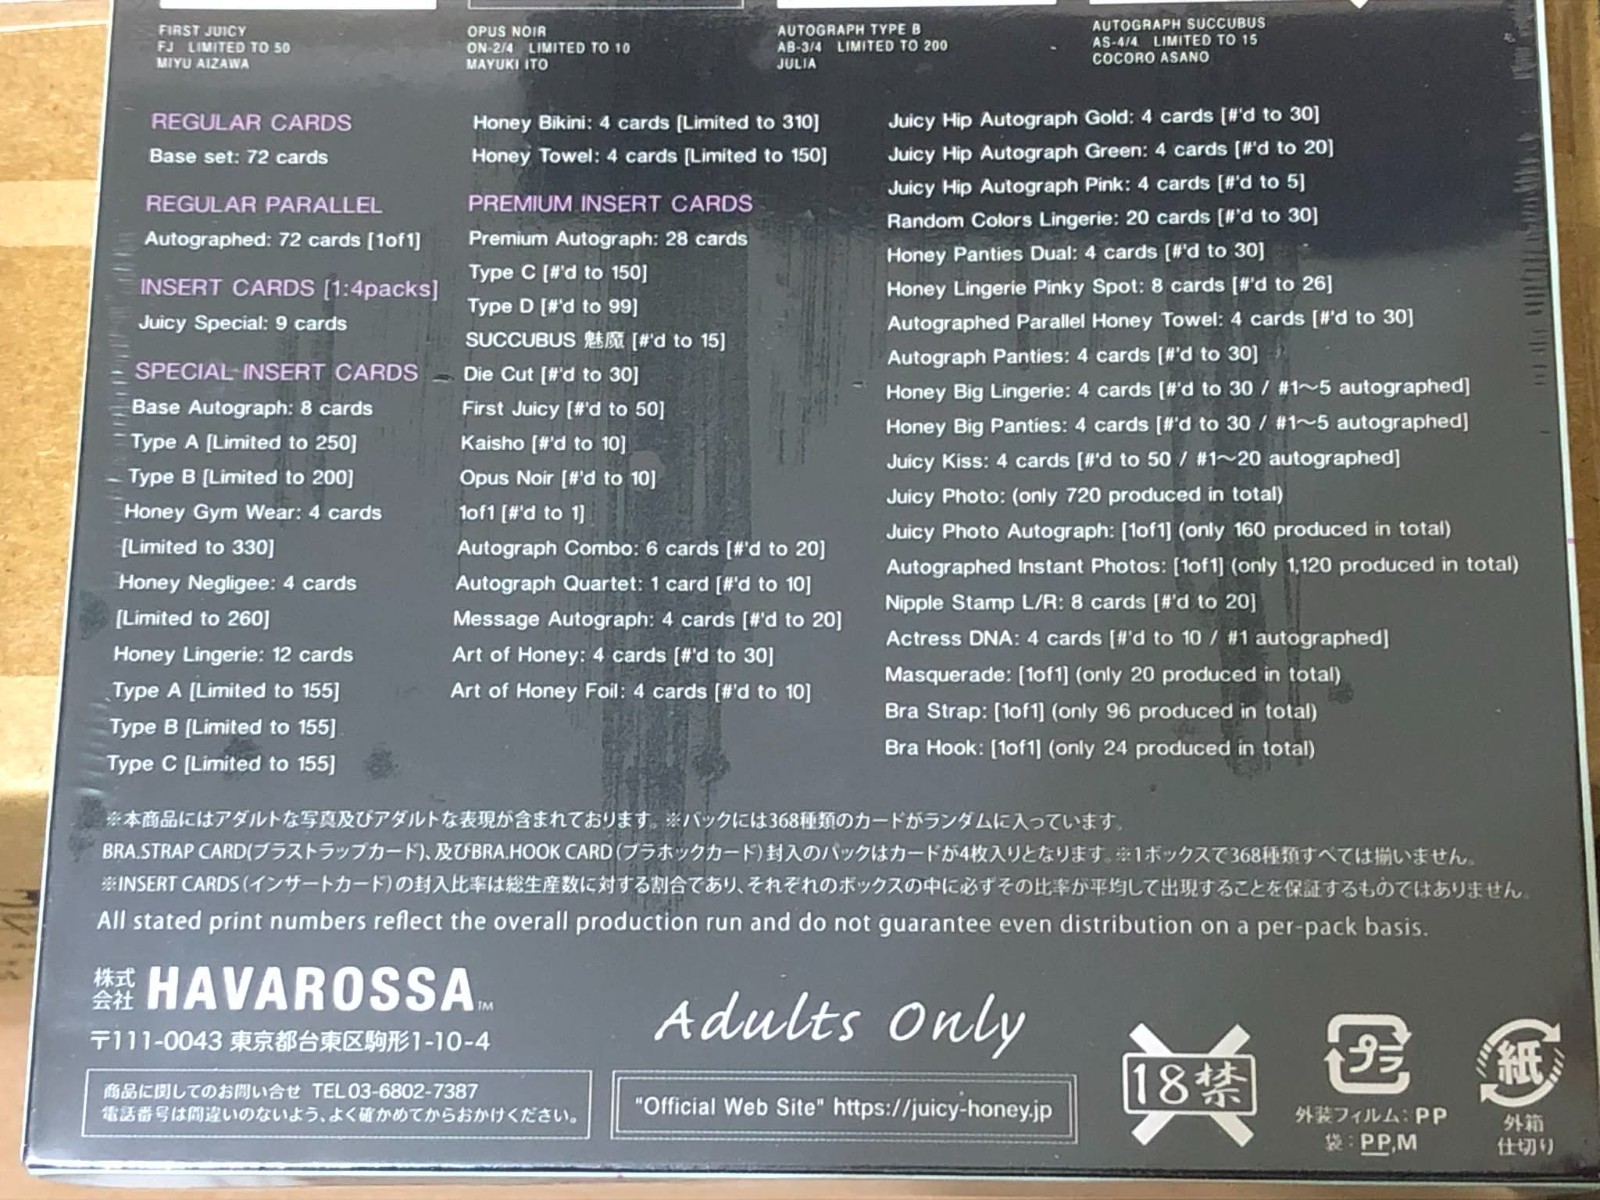 FIRST JUICY
FJ LIMITED TO 50
MIYU AIZAWA
OPUS NOIR
ON-2/4 LIMITED TO 10
MAYUKI ITO
AUTOGRAPH TYPE B
AB-3/4 LIMITED TO 200
JULIA
AUTOGRAPH SUCCUBUS
AS-4/4 LIMITED TO 15
COCORO ASANO
REGULAR CARDS
Base set: 72 cards
REGULAR PARALLEL
Autographed: 72 cards [1of1]
INSERT CARDS [1:4packs]
Juicy Special: 9 cards
SPECIAL INSERT CARDS
Base Autograph: 8 cards
Type A [Limited to 250]
Type B [Limited to 200]
Honey Gym Wear: 4 cards
[Limited to 330]
Honey Negligee: 4 cards
[Limited to 260]
Honey Lingerie: 12 cards
Type A [Limited to 155]
Type B [Limited to 155]
Type C [Limited to 155]
Honey Bikini: 4 cards [Limited to 310]
Honey Towel: 4 cards [Limited to 150]
PREMIUM INSERT CARDS
Premium Autograph: 28 cards
Type C [#'d to 150]
Type D [#'d to 99]
SUCCUBUS 魅魔 [#'d to 15]
Die Cut [#'d to 30]
First Juicy [#'d to 50]
Kaisho [#'d to 10]
Opus Noir [#'d to 10]
1of1 [#'d to 1]
Autograph Combo: 6 cards [#'d to 20]
Autograph Quartet: 1 card [#'d to 10]
Message Autograph: 4 cards [#'d to 20]
Art of Honey: 4 cards [#'d to 30]
Art of Honey Foil: 4 cards [#'d to 10]
Juicy Hip Autograph Gold: 4 cards [#'d to 30]
Juicy Hip Autograph Green: 4 cards [#'d to 20]
Juicy Hip Autograph Pink: 4 cards [#'d to 5]
Random Colors Lingerie: 20 cards [#'d to 30]
Honey Panties Dual: 4 cards [#'d to 30]
Honey Lingerie Pinky Spot: 8 cards [#'d to 26]
Autographed Parallel Honey Towel: 4 cards [#'d to 30]
Autograph Panties: 4 cards [#'d to 30]
Honey Big Lingerie: 4 cards [#'d to 30 / #1～5 autographed]
Honey Big Panties: 4 cards [#'d to 30 / #1～5 autographed]
Juicy Kiss: 4 cards [#'d to 50 / #1～20 autographed]
Juicy Photo: (only 720 produced in total)
Juicy Photo Autograph: [1of1] (only 160 produced in total)
Autographed Instant Photos: [1of1] (only 1,120 produced in total)
Nipple Stamp L/R: 8 cards [#'d to 20]
Actress DNA: 4 cards [#'d to 10 / #1 autographed]
Masquerade: [1of1] (only 20 produced in total)
Bra Strap: [1of1] (only 96 produced in total)
Bra Hook: [1of1] (only 24 produced in total)
※本商品にはアダルトな写真及びアダルトな表現が含まれております。※パックには368種類のカードがランダムに入っています。
BRA.STRAP CARD(ブラストラップカード)、及びBRA.HOOK CARD（ブラホックカード）封入のパックはカードが4枚入りとなります。※1ボックスで368種類すべては揃いません。
※INSERT CARDS（インサートカード）の封入比率は総生産数に対する割合であり、それぞれのボックスの中に必ずその比率が平均して出現することを保証するものではありません。
All stated print numbers reflect the overall production run and do not guarantee even distribution on a per-pack basis.
株式会社 HAVAROSSA TM
〒111-0043 東京都台東区駒形1-10-4
商品に関してのお問い合せ TEL03-6802-7387
電話番号は間違いのないよう、よく確かめてからおかけください。
Adults Only
"Official Web Site" https://juicy-honey.jp
18禁
プラ
外装フィルム：PP
袋：PP,M
紙
外箱
仕切り